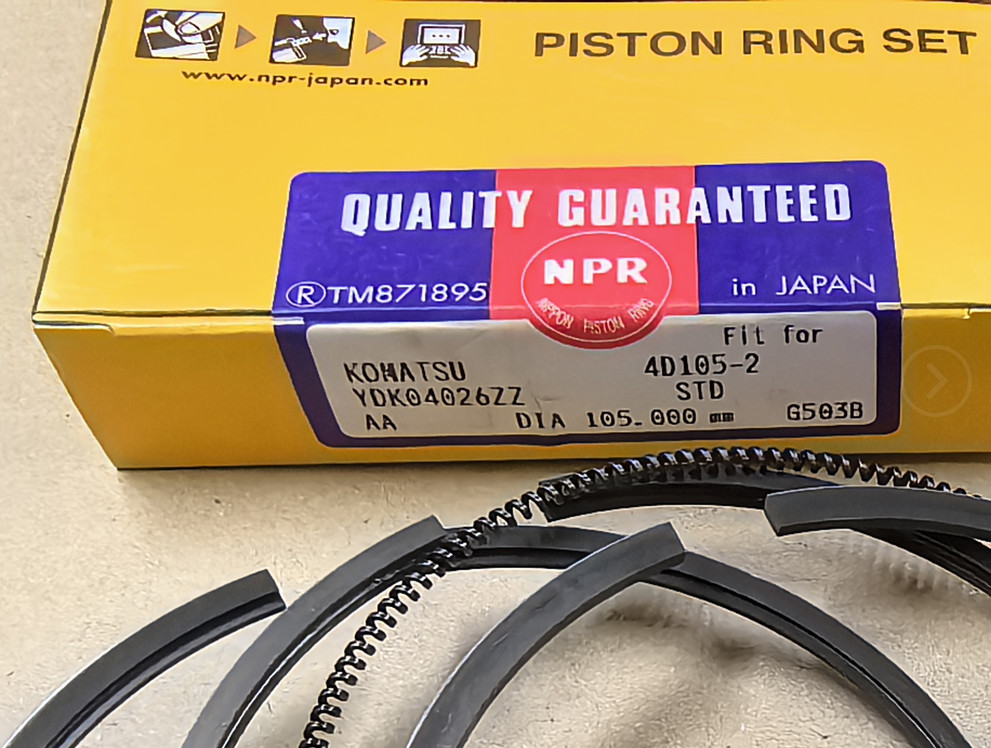 PISTON RING SET
www.npr-japan.com
QUALITY GUARANTEED
NPR
NIPPON PISTON RING
®TM871895
in JAPAN
Fit for
KOMATSU 4D105-2
YDK04026ZZ STD
AA DIA 105.000 mm G503B